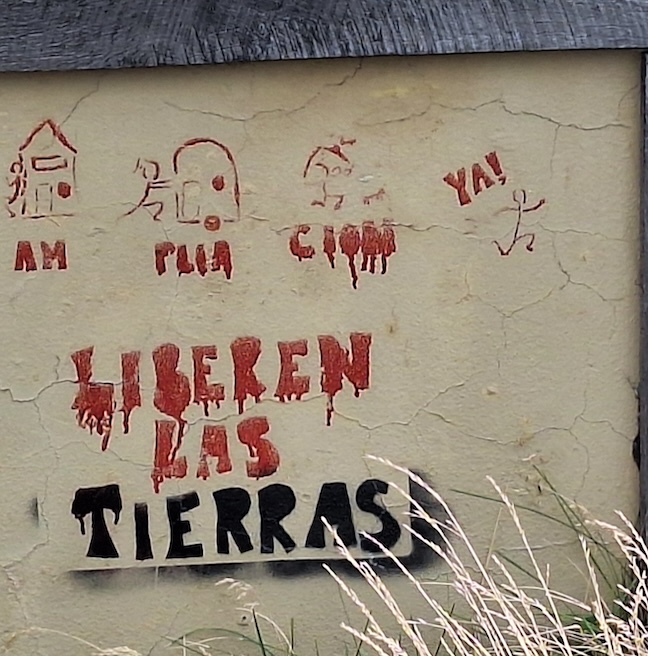 AM PLIA CION YA!
LIBEREN
LAS
TIERRAS